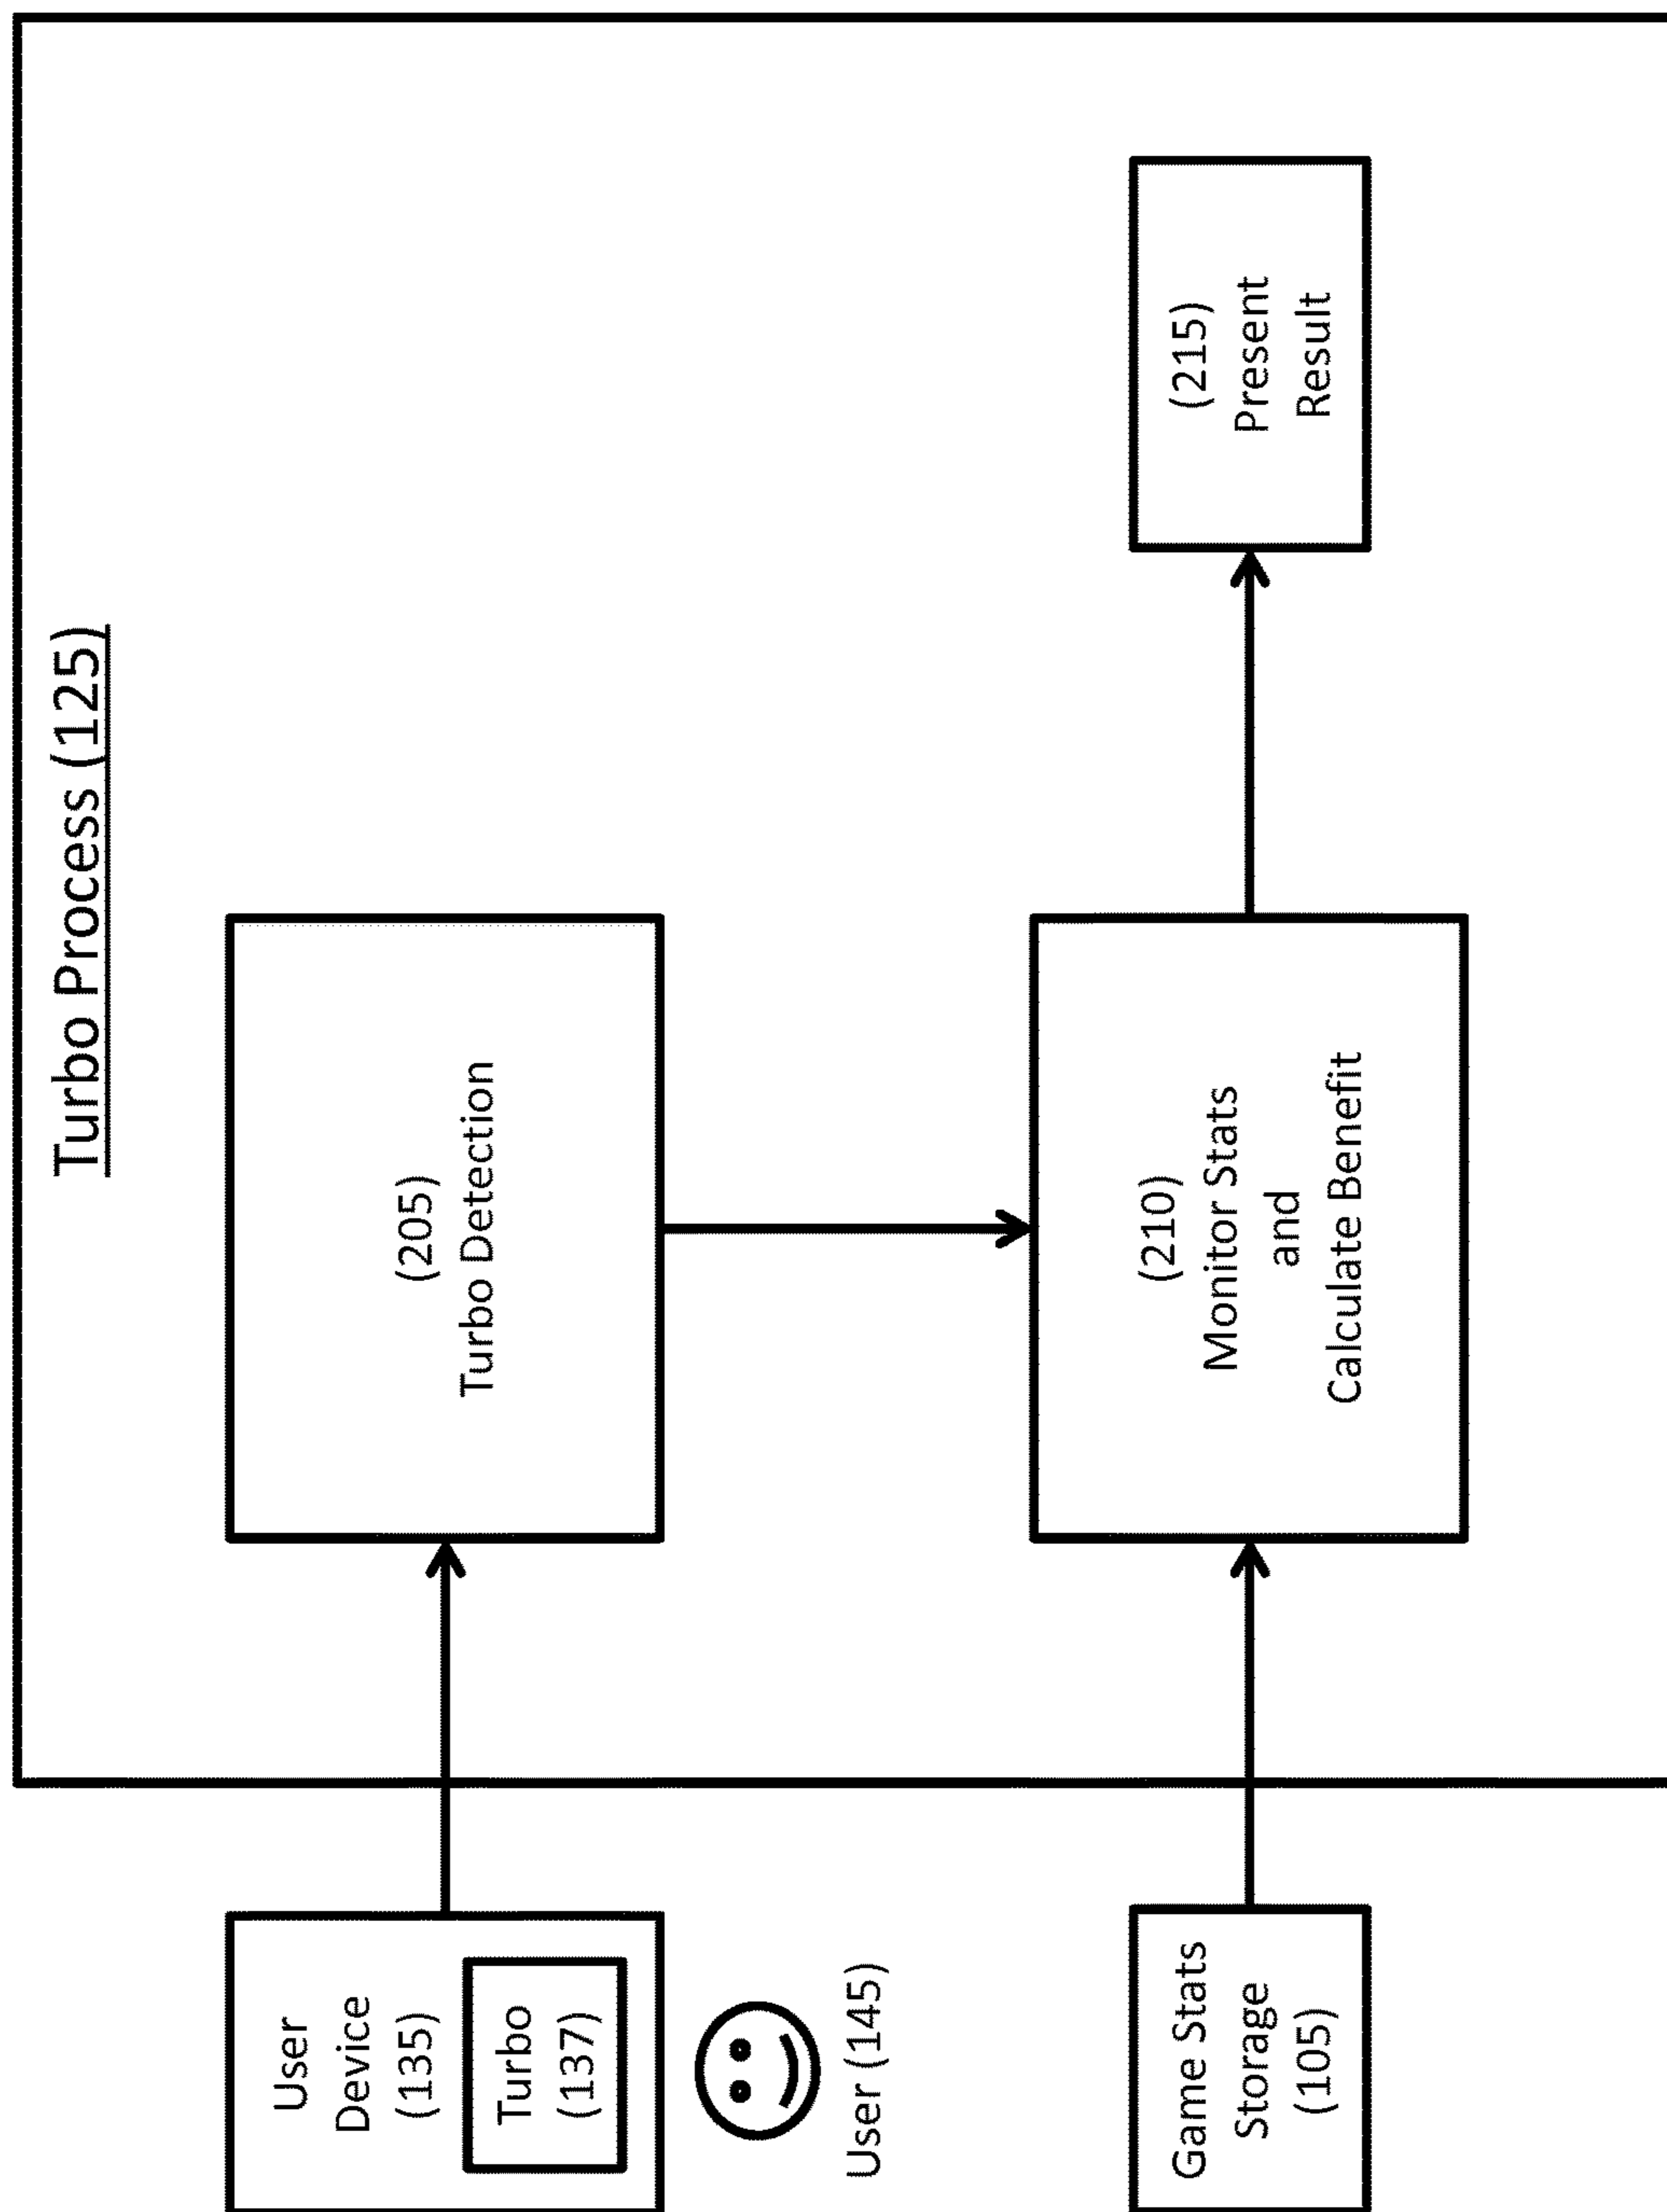 Turbo Process (125)
User
Device
(135)
Turbo
(137)
User (145)
(205)
Turbo Detection
Game Stats
Storage
(105)
(210)
Monitor Stats
and
Calculate Benefit
(215)
Present
Result